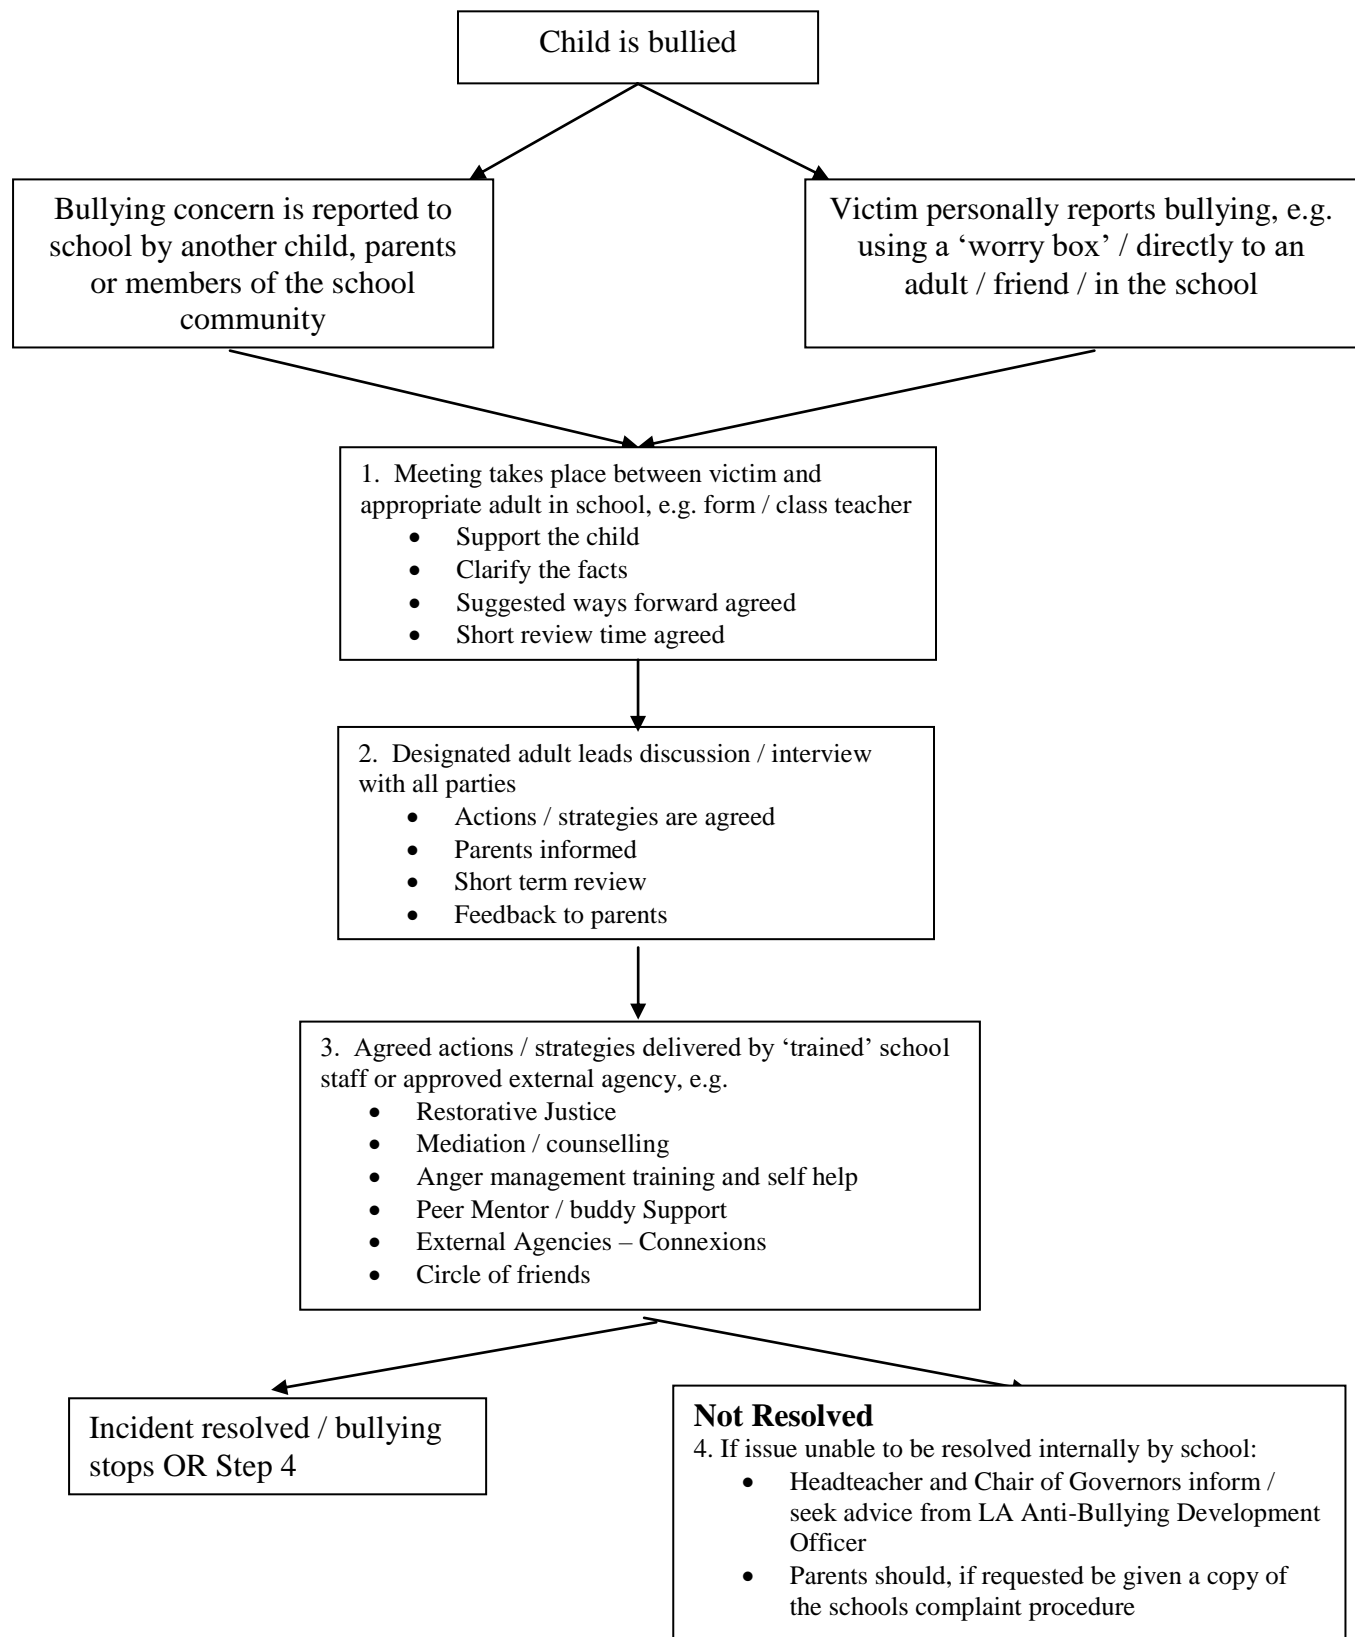 Child is bullied
Bullying concern is reported to
school by another child, parents
or members of the school
community
Victim personally reports bullying, e.g.
using a ‘worry box’ / directly to an
adult / friend / in the school
1.  Meeting takes place between victim and
appropriate adult in school, e.g. form / class teacher
• Support the child
• Clarify the facts
• Suggested ways forward agreed
• Short review time agreed
2.  Designated adult leads discussion / interview
with all parties
• Actions / strategies are agreed
• Parents informed
• Short term review
• Feedback to parents
3.  Agreed actions / strategies delivered by ‘trained’ school
staff or approved external agency, e.g.
• Restorative Justice
• Mediation / counselling
• Anger management training and self help
• Peer Mentor / buddy Support
• External Agencies – Connexions
• Circle of friends
Incident resolved / bullying
stops OR Step 4
Not Resolved
4. If issue unable to be resolved internally by school:
• Headteacher and Chair of Governors inform /
seek advice from LA Anti-Bullying Development
Officer
• Parents should, if requested be given a copy of
the schools complaint procedure